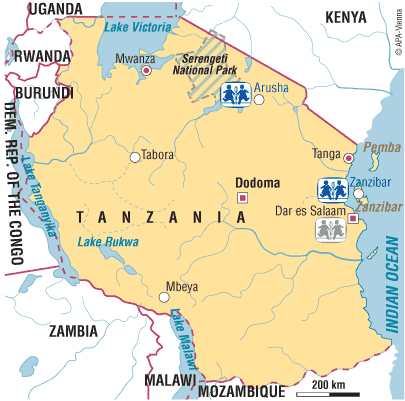 UGANDA
KENYA
© APA-Vienna
Lake Victoria
RWANDA
Mwanza
Serengeti
National Park
BURUNDI
Arusha
DEM. REP. OF THE CONGO
Tabora
Tanga
Pemba
Lake Tanganyika
Dodoma
Zanzibar
Zanzibar
TANZANIA
Dar es Salaam
Lake Rukwa
INDIAN OCEAN
Mbeya
Lake Malawi
ZAMBIA
MALAWI
MOZAMBIQUE
200 km